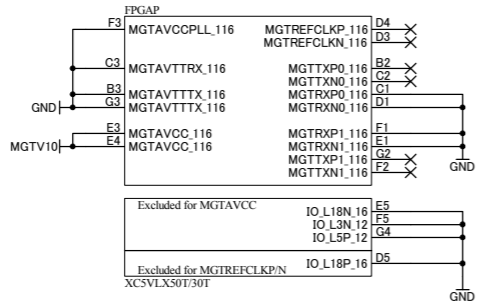 FPGAP
F3 MGTAVCCPLL_116 MGTREFCLKP_116 D4
MGTREFCLKN_116 D3
C3 MGTAVTTRX_116 MGTTXP0_116 B2
MGTTXN0_116 C2
B3 MGTAVTTTX_116 MGTRXP0_116 C1
GND G3 MGTAVTTTX_116 MGTRXN0_116 D1
E3 MGTAVCC_116 MGTRXP1_116 F1
MGTV10 E4 MGTAVCC_116 MGTRXN1_116 E1
MGTTXP1_116 G2
MGTTXN1_116 F2
GND
Excluded for MGTAVCC
IO_L18N_16 E5
IO_L3N_12 F5
IO_L5P_12 G4
IO_L18P_16 D5
Excluded for MGTREFCLKP/N
XC5VLX50T/30T
GND